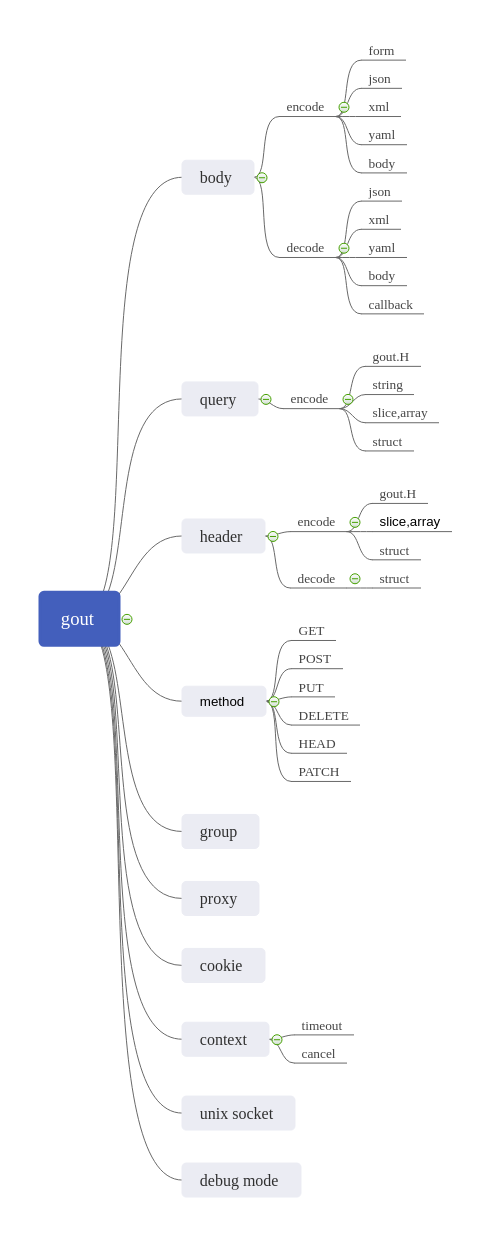 form
json
encode
xml
yaml
body
body
json
xml
decode
yaml
body
callback
gout.H
string
query
encode
slice,array
struct
gout.H
encode
slice,array
header
struct
decode
struct
gout
GET
POST
PUT
method
DELETE
HEAD
PATCH
group
proxy
cookie
timeout
context
cancel
unix socket
debug mode